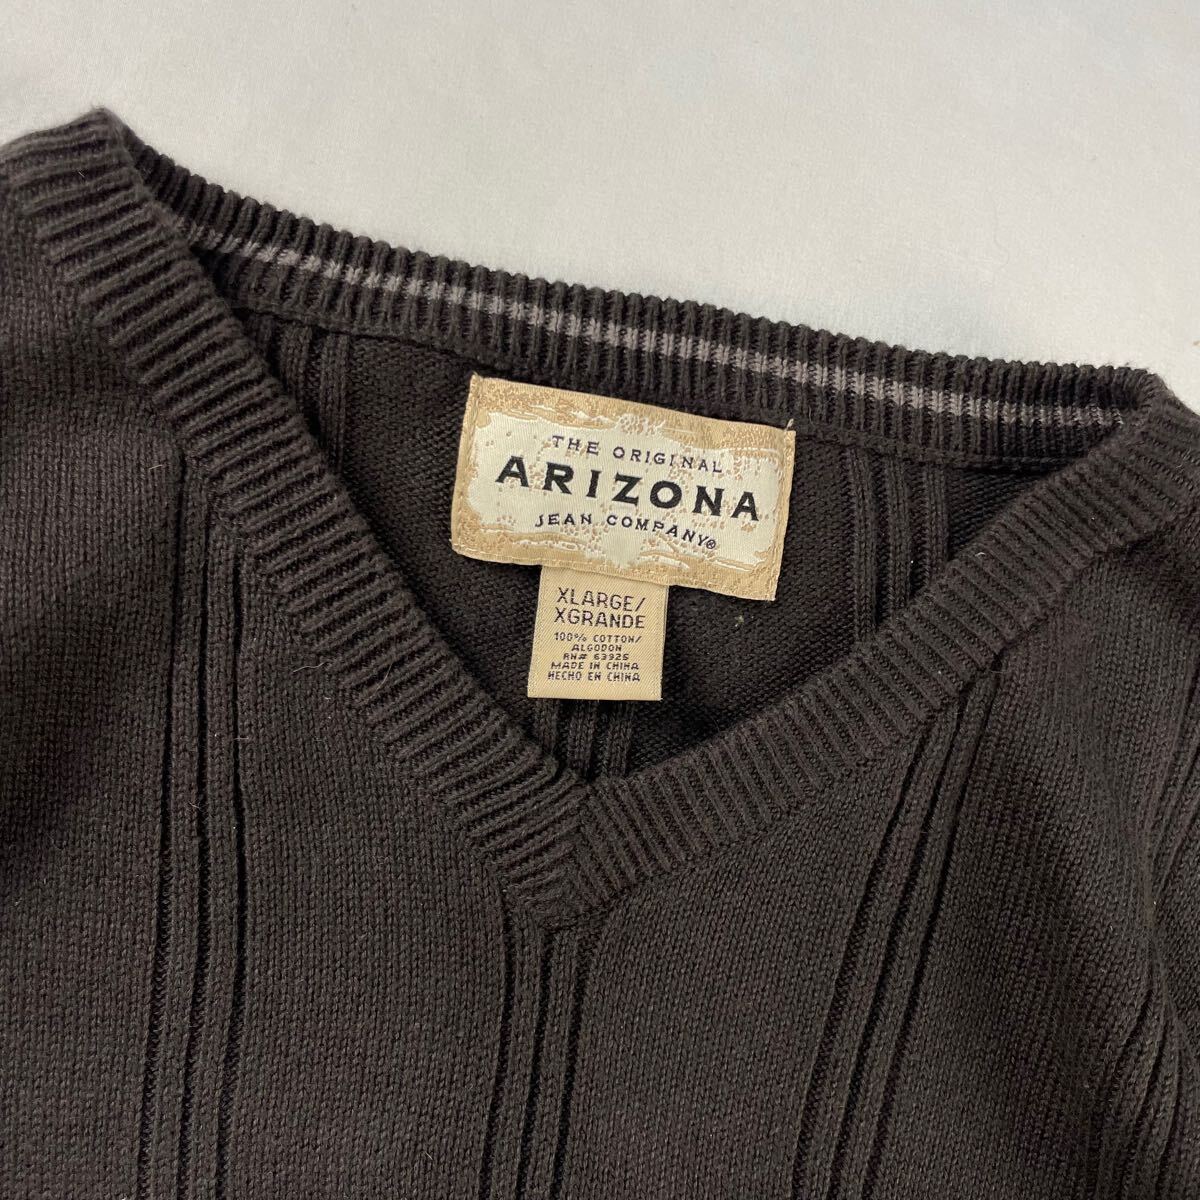 THE ORIGINAL
ARIZONA
JEAN COMPANY®
XLARGE/
XGRANDE
100% COTTON/
ALGODON
RN# 63925
MADE IN CHINA
HECHO EN CHINA